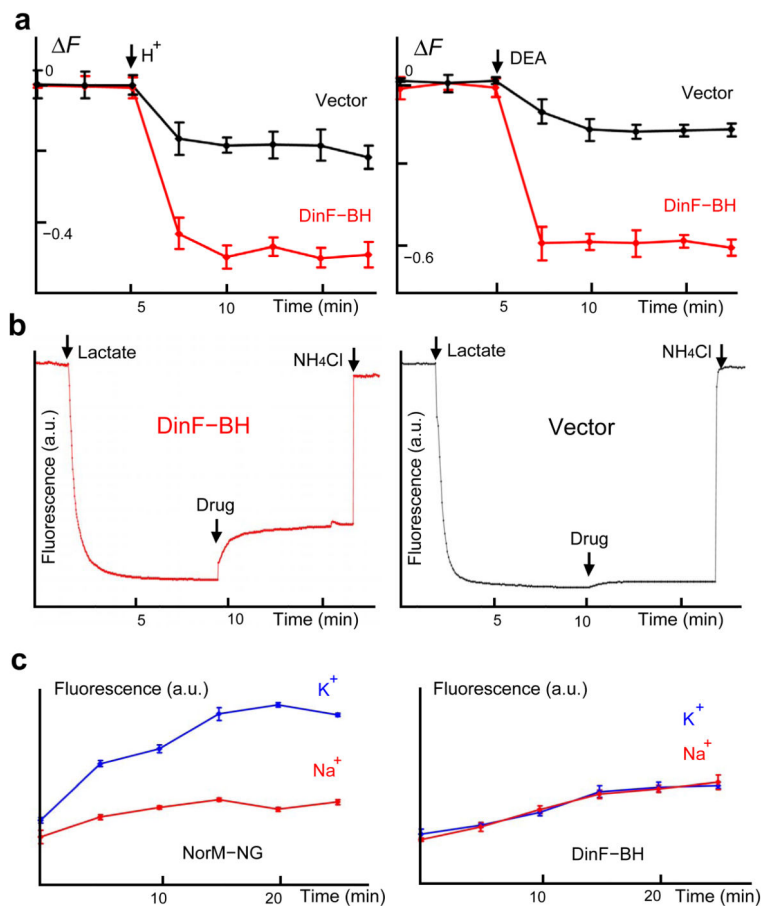 a
ΔF
0
H+
Vector
DinF−BH
−0.4
5
10
Time (min)
ΔF
0
DEA
Vector
DinF−BH
−0.6
5
10
Time (min)
b
Lactate
NH4Cl
DinF−BH
Drug
Fluorescence (a.u.)
5
10
Time (min)
Lactate
NH4Cl
Vector
Drug
Fluorescence (a.u.)
5
10
Time (min)
c
Fluorescence (a.u.)
K+
Na+
NorM−NG
10
20
Time (min)
Fluorescence (a.u.)
K+
Na+
DinF−BH
10
20
Time (min)